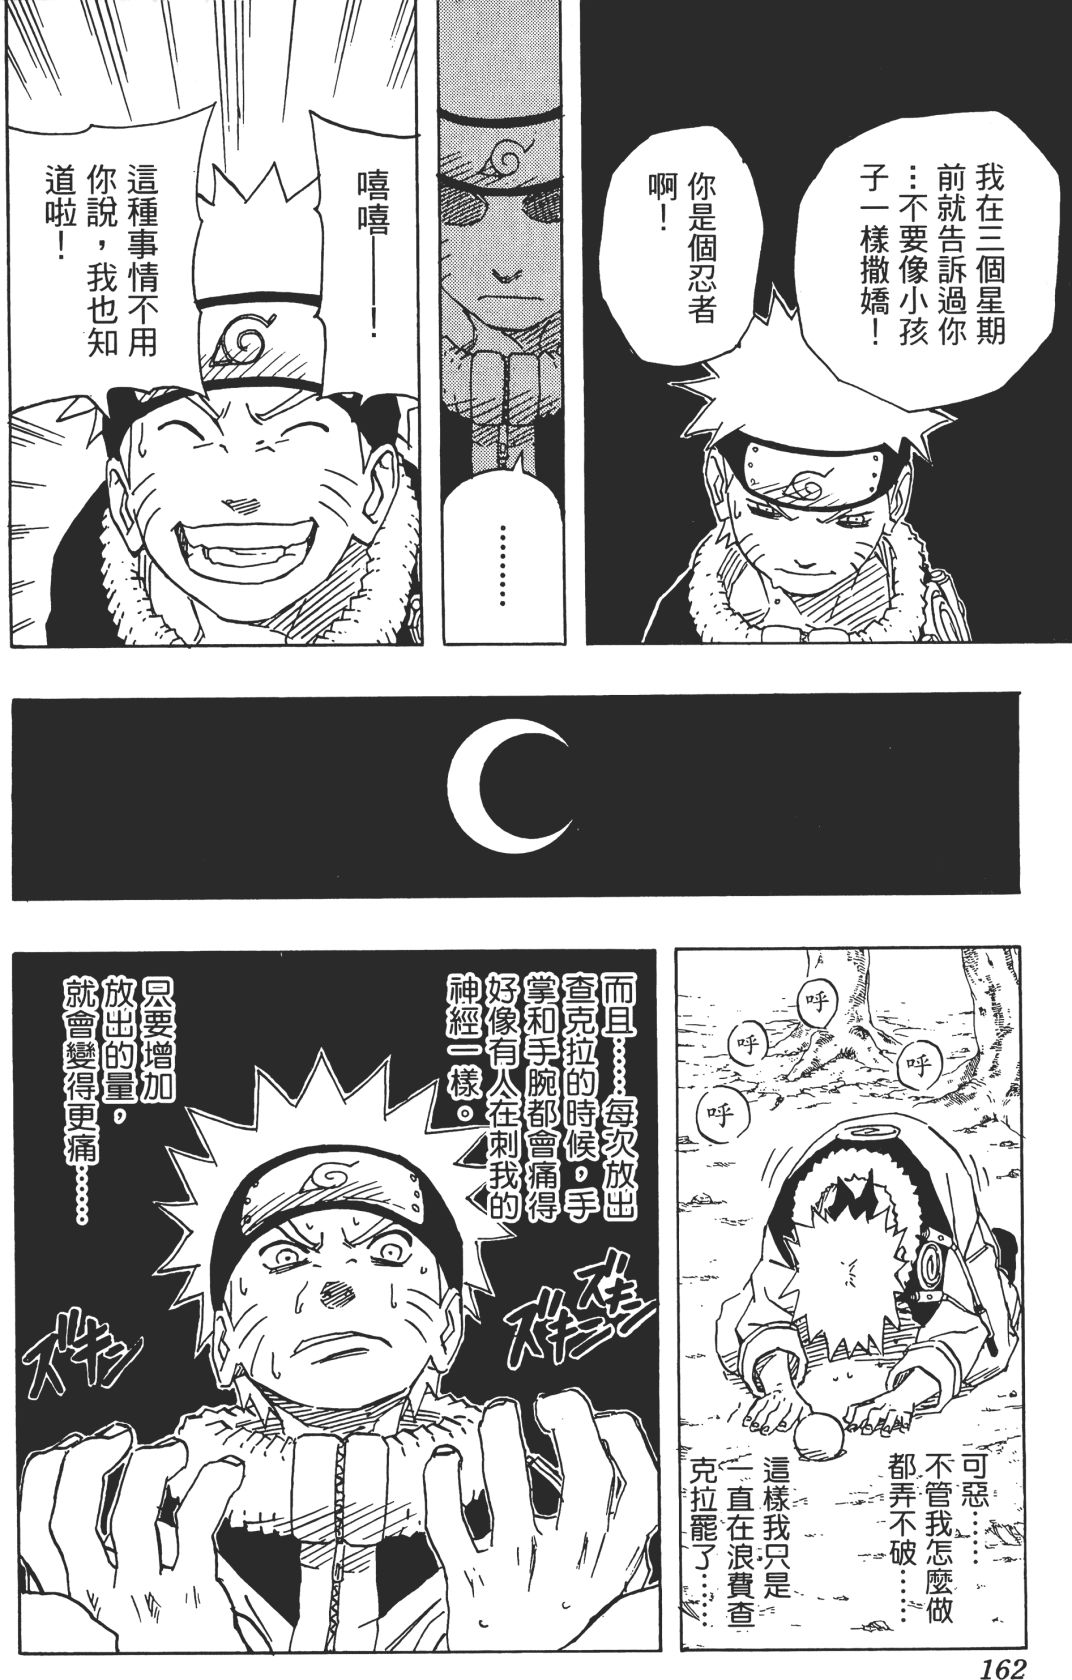 我在三個星期
前就告訴過你
…不要像小孩
子一樣撒嬌！
你是個忍者
啊！
………
嘻嘻——！
這種事情不用
你說，我也知
道啦！
呼
呼
呼
呼
可惡……
不管我怎麼做
都弄不破……
這樣我只是
一直在浪費查
克拉罷了……
而且……每次放出
查克拉的時候，手
掌和手腕都會痛得
好像有人在刺我的
神經一樣。
只要增加
放出的量，
就會變得更痛……
ズキン
ズキン
ズキン
162